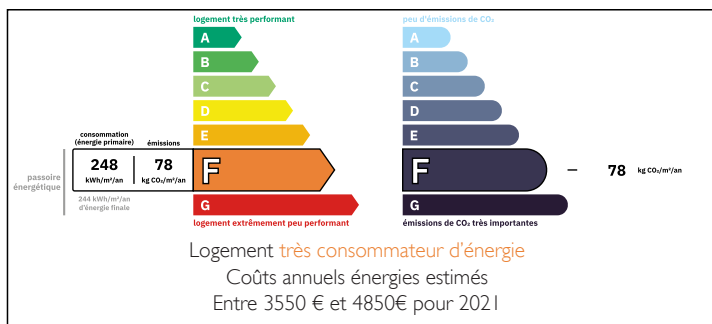 logement très performant
A
B
C
D
E
consommation
(énergie primaire)
émissions
248
kWh/m²/an
78
kg CO₂/m²/an
F
passoire
énergétique
244 kWh/m²/an
d'énergie finale
G
logement extrêmement peu performant
peu d'émissions de CO₂
A
B
C
D
E
F
78 kg CO₂/m²/an
G
émissions de CO₂ très importantes
Logement très consommateur d'énergie
Coûts annuels énergies estimés
Entre 3550 € et 4850€ pour 2021